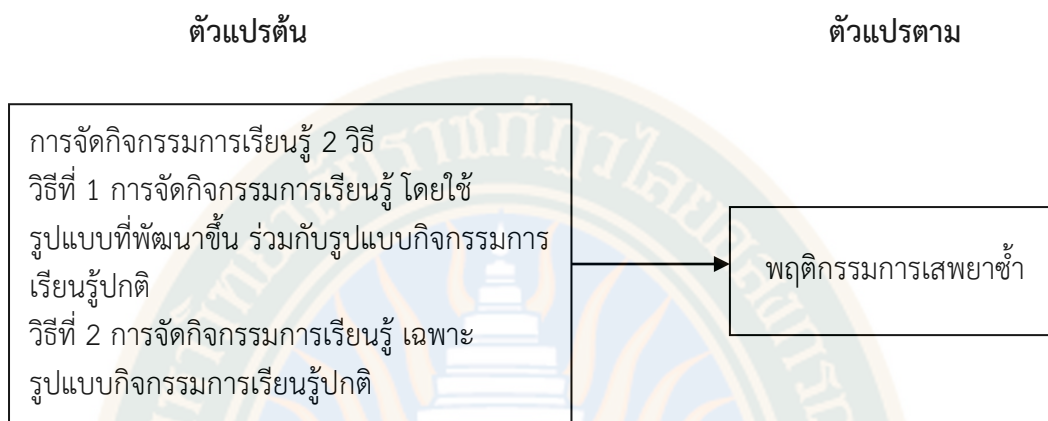 ตัวแปรต้น
ตัวแปรตาม
การจัดกิจกรรมการเรียนรู้ 2 วิธี
วิธีที่ 1 การจัดกิจกรรมการเรียนรู้ โดยใช้
รูปแบบที่พัฒนาขึ้น ร่วมกับรูปแบบกิจกรรมการ
เรียนรู้ปกติ
วิธีที่ 2 การจัดกิจกรรมการเรียนรู้ เฉพาะ
รูปแบบกิจกรรมการเรียนรู้ปกติ
พฤติกรรมการเสพยาซ้ำ